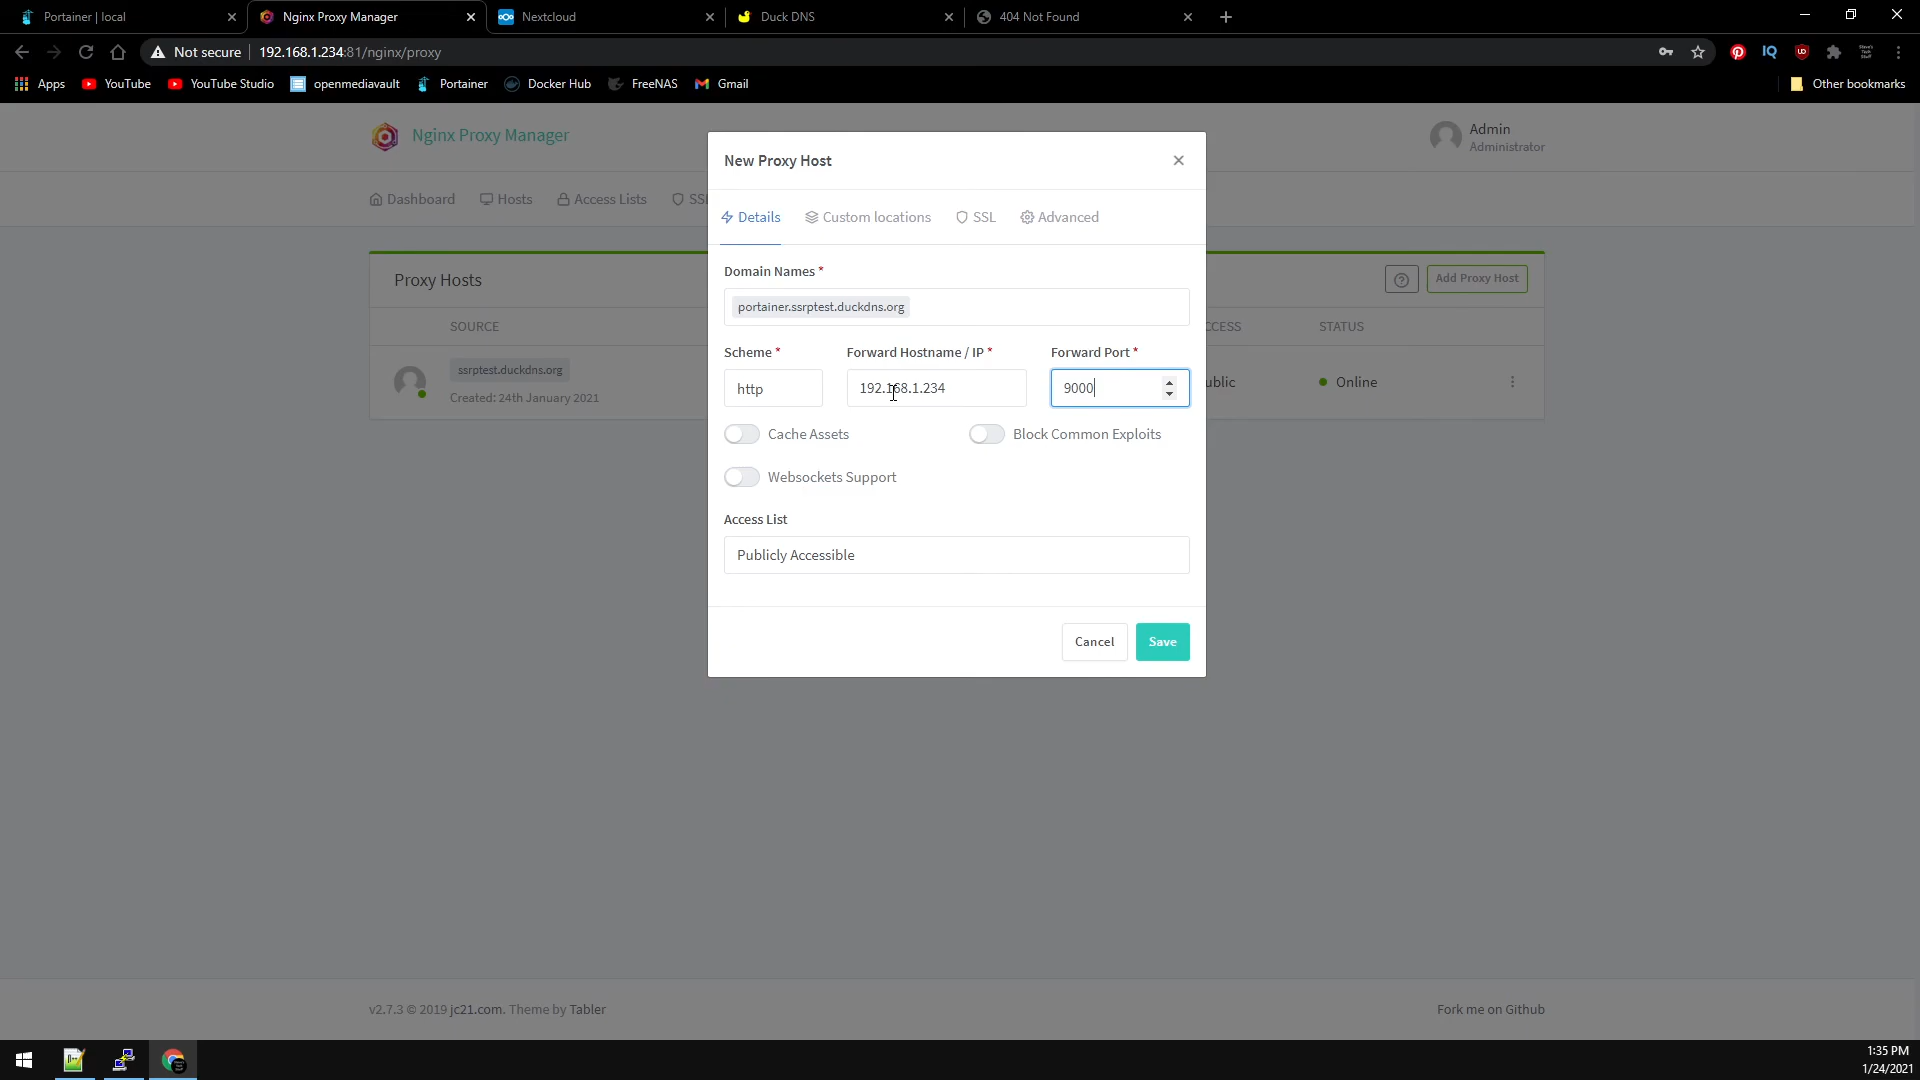 Portainer | local
Nginx Proxy Manager
Nextcloud
Duck DNS
404 Not Found
Not secure
192.168.1.234:81/nginx/proxy
Apps
YouTube
YouTube Studio
openmediavault
Portainer
Docker Hub
FreeNAS
Gmail
Other bookmarks
Nginx Proxy Manager
Admin
Administrator
Dashboard
Hosts
Access Lists
SSL
New Proxy Host
Details
Custom locations
SSL
Advanced
Proxy Hosts
Add Proxy Host
SOURCE
CCESS
STATUS
ssrptest.duckdns.org
Created: 24th January 2021
ublic
Online
Domain Names *
portainer.ssrptest.duckdns.org
Scheme *
Forward Hostname / IP *
Forward Port *
http
192.168.1.234
9000
Cache Assets
Block Common Exploits
Websockets Support
Access List
Publicly Accessible
Cancel
Save
v2.7.3 © 2019 jc21.com. Theme by Tabler
Fork me on Github
1:35 PM
1/24/2021